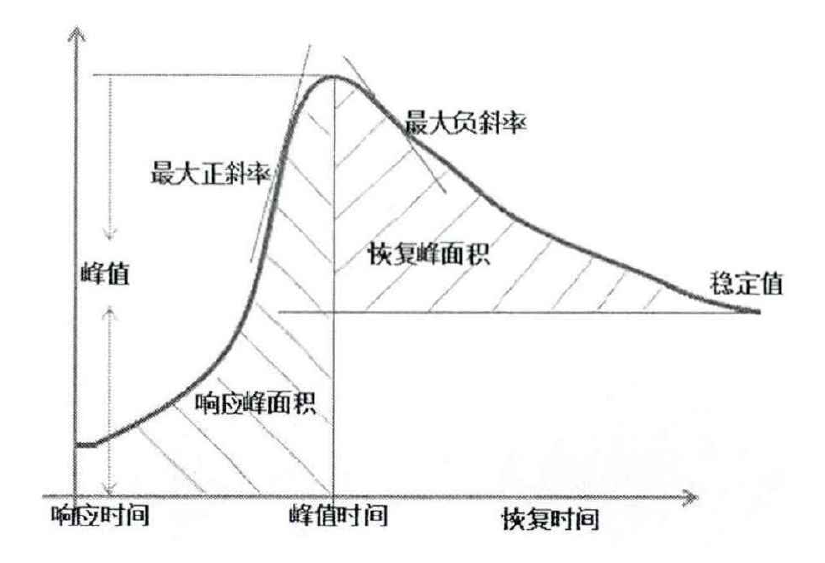 最大负斜率
最大正斜率
恢复峰面积
峰值
稳定值
响应峰面积
响应时间
峰值时间
恢复时间